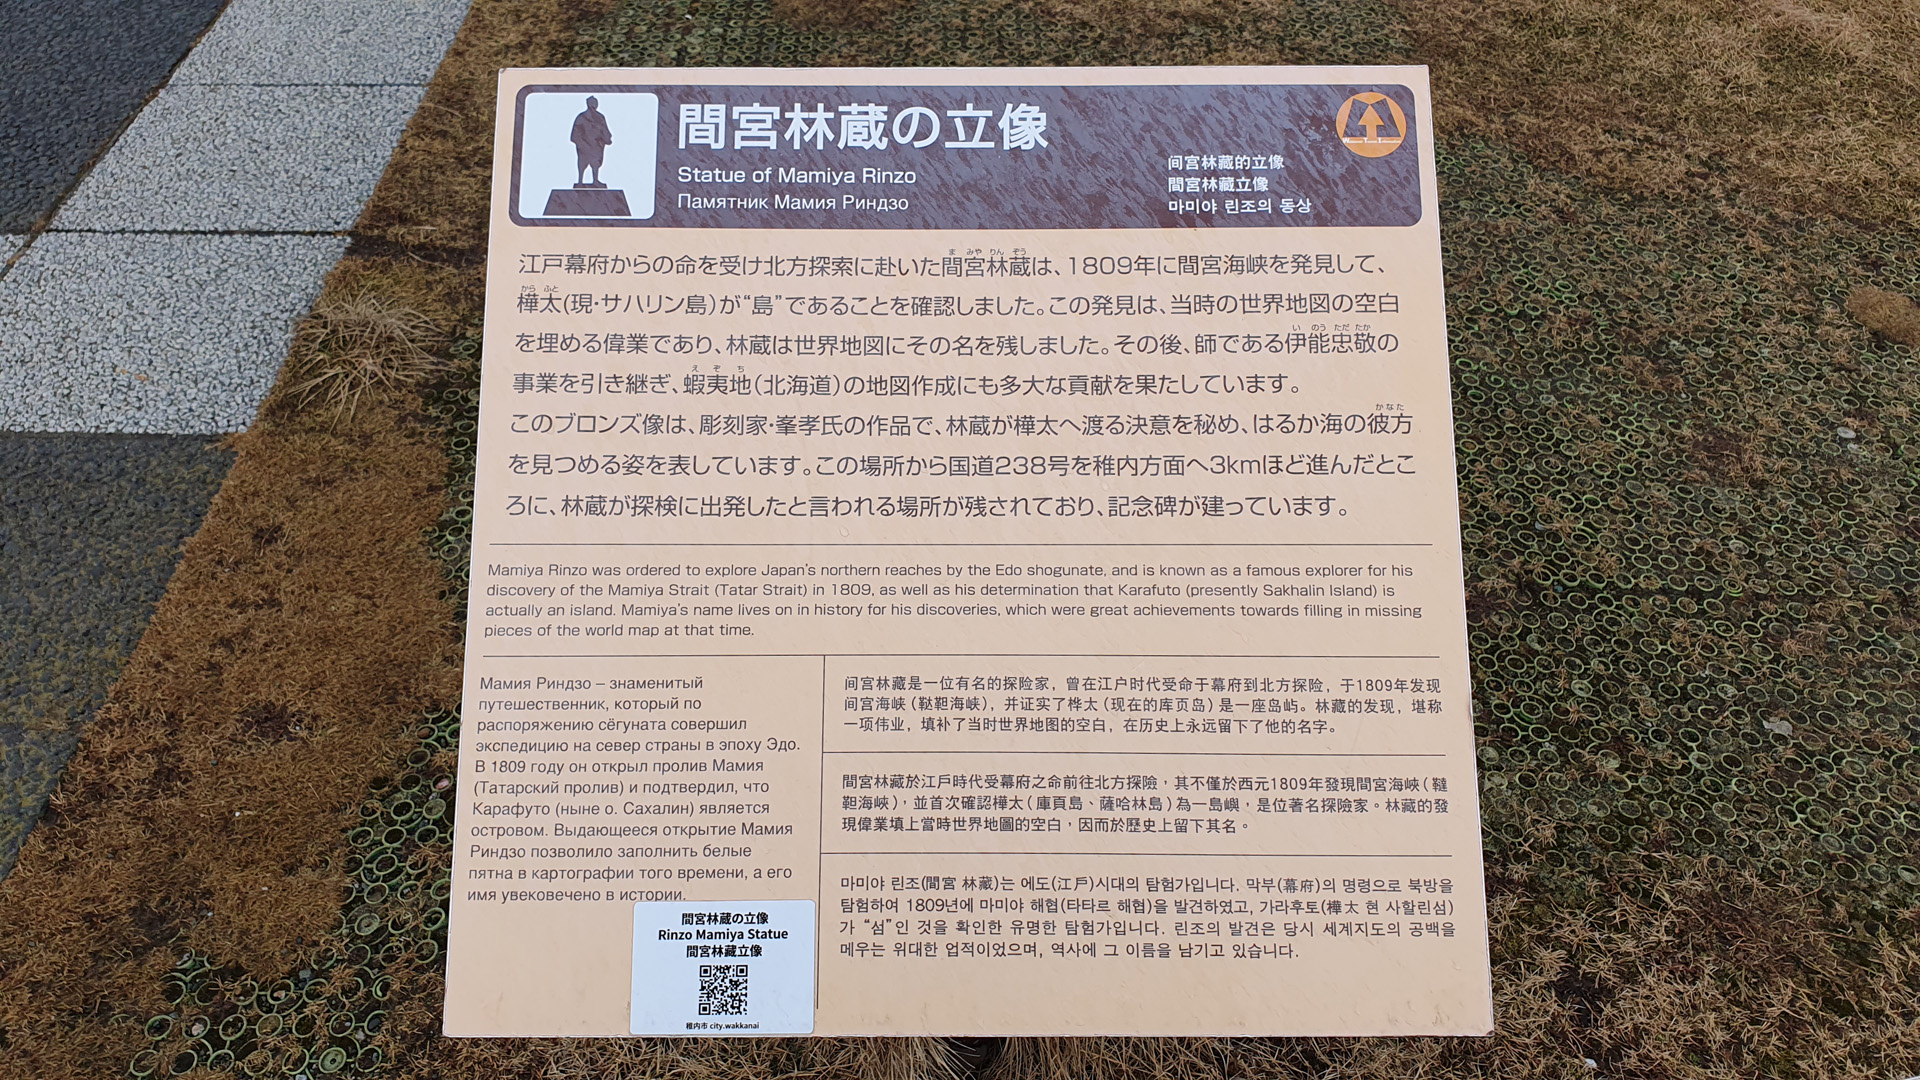 間宮林蔵の立像
Statue of Mamiya Rinzo
Памятник Мамия Риндзо
间宫林藏的立像
間宮林藏立像
마미야 린조의 동상
江戸幕府からの命を受け北方探索に赴いた間宮林蔵は、1809年に間宮海峡を発見して、
樺太(現・サハリン島)が“島”であることを確認しました。この発見は、当時の世界地図の空白
を埋める偉業であり、林蔵は世界地図にその名を残しました。その後、師である伊能忠敬の
事業を引き継ぎ、蝦夷地(北海道)の地図作成にも多大な貢献を果たしています。
このブロンズ像は、彫刻家・峯孝氏の作品で、林蔵が樺太へ渡る決意を秘め、はるか海の彼方
を見つめる姿を表しています。この場所から国道238号を稚内方面へ3kmほど進んだとこ
ろに、林蔵が探検に出発したと言われる場所が残されており、記念碑が建っています。
Mamiya Rinzo was ordered to explore Japan's northern reaches by the Edo shogunate, and is known as a famous explorer for his
discovery of the Mamiya Strait (Tatar Strait) in 1809, as well as his determination that Karafuto (presently Sakhalin Island) is
actually an island. Mamiya's name lives on in history for his discoveries, which were great achievements towards filling in missing
pieces of the world map at that time.
Мамия Риндзо – знаменитый
путешественник, который по
распоряжению сёгуната совершил
экспедицию на север страны в эпоху Эдо.
В 1809 году он открыл пролив Мамия
(Татарский пролив) и подтвердил, что
Карафуто (ныне о. Сахалин) является
островом. Выдающееся открытие Мамия
Риндзо позволило заполнить белые
пятна в картографии того времени, а его
имя увековечено в истории.
间宫林藏是一位有名的探险家，曾在江户时代受命于幕府到北方探险，于1809年发现
间宫海峡（鞑靼海峡），并证实了桦太（现在的库页岛）是一座岛屿。林藏的发现，堪称
一项伟业，填补了当时世界地图的空白，在历史上永远留下了他的名字。
間宮林藏於江戶時代受幕府之命前往北方探險，其不僅於西元1809年發現間宮海峽（韃
靼海峽），並首次確認樺太（庫頁島、薩哈林島）為一島嶼，是位著名探險家。林藏的發
現偉業填上當時世界地圖的空白，因而於歷史上留下其名。
마미야 린조(間宮 林藏)는 에도(江戶)시대의 탐험가입니다. 막부(幕府)의 명령으로 북방을
탐험하여 1809년에 마미야 해협(타타르 해협)을 발견하였고, 가라후토(樺太 현 사할린섬)
가 “섬”인 것을 확인한 유명한 탐험가입니다. 린조의 발견은 당시 세계지도의 공백을
메우는 위대한 업적이었으며, 역사에 그 이름을 남기고 있습니다.
間宮林蔵の立像
Rinzo Mamiya Statue
間宮林藏立像
稚内市 city.wakkanai